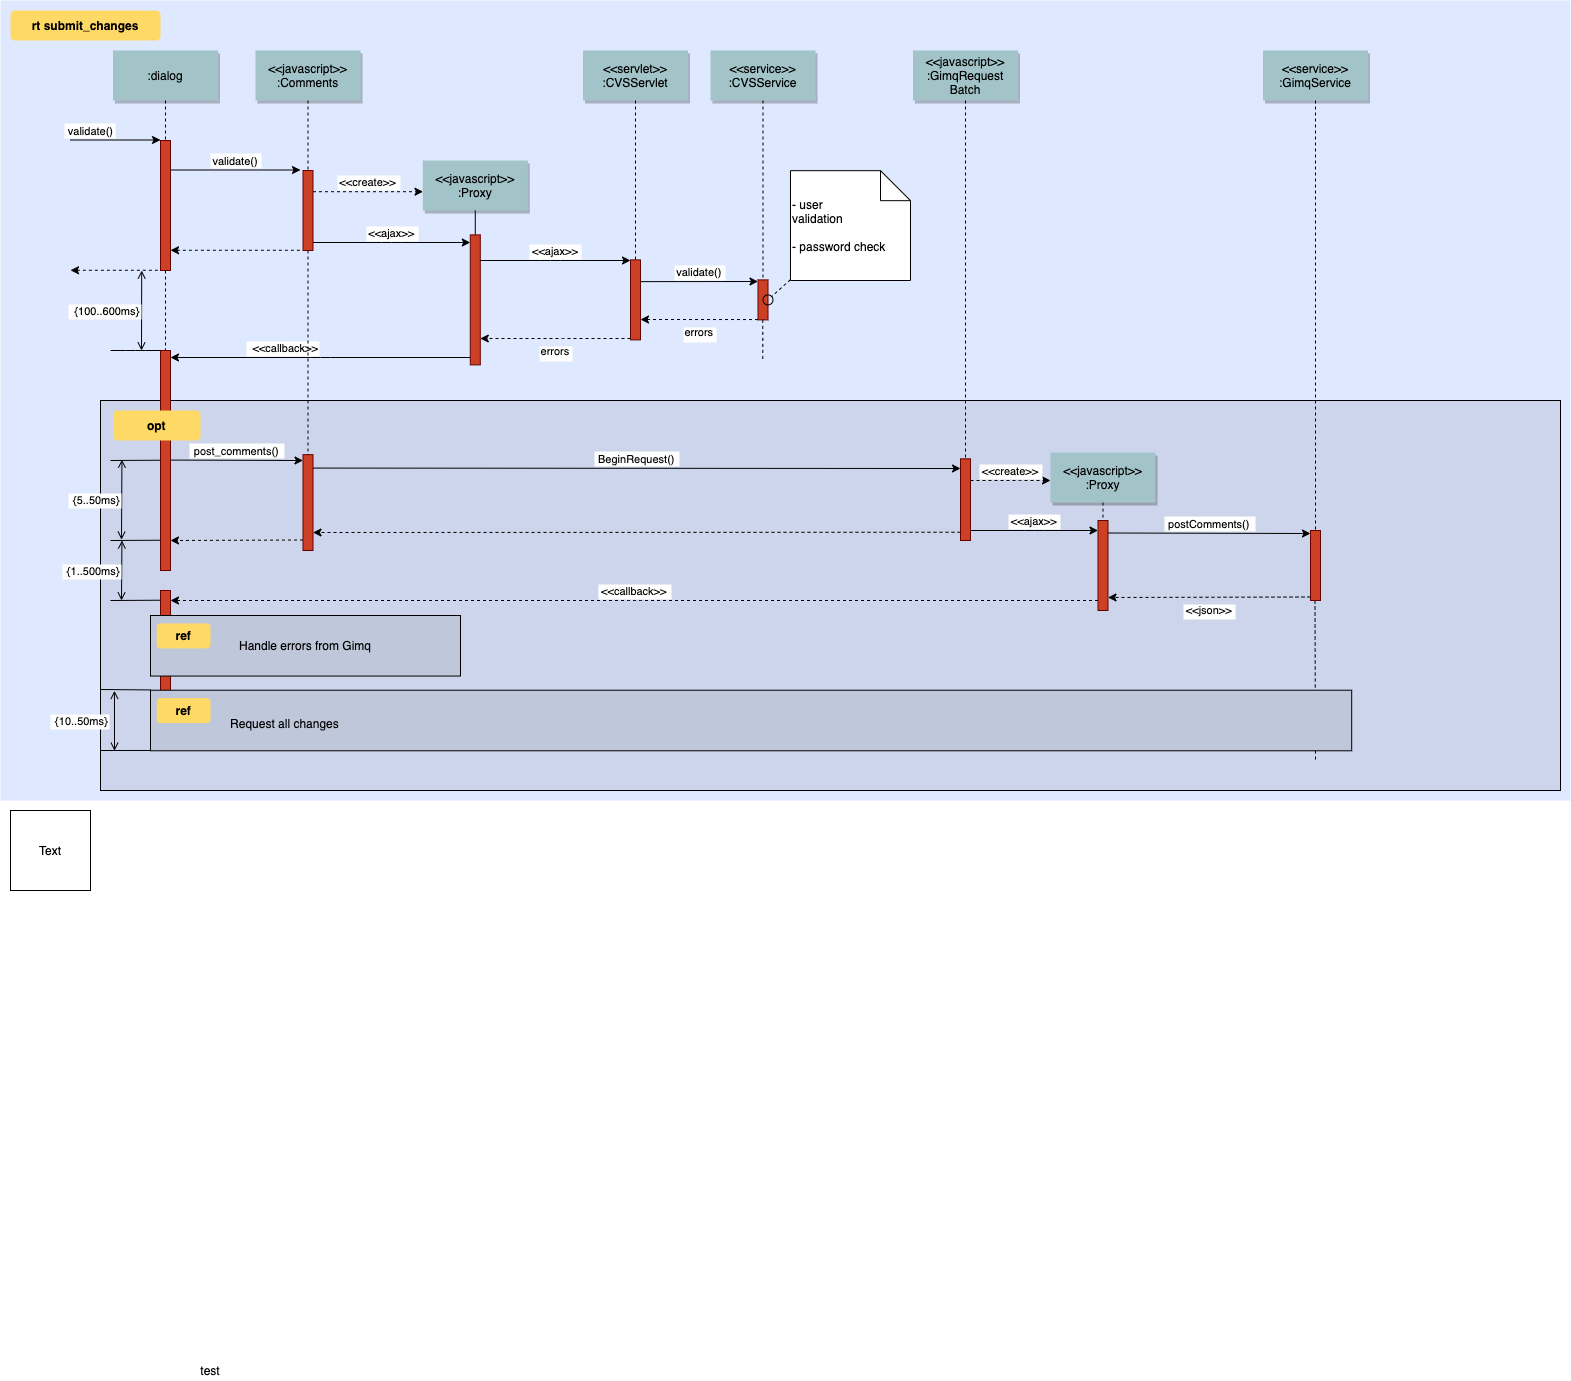 rt submit_changes
:dialog
<<javascript>>
:Comments
<<servlet>>
:CVSServlet
<<service>>
:CVSService
<<javascript>>
:GimqRequest
Batch
<<service>>
:GimqService
validate()
validate()
<<create>>
<<javascript>>
:Proxy
- user
validation
- password check
<<ajax>>
<<ajax>>
validate()
{100..600ms}
errors
errors
<<callback>>
opt
post_comments()
BeginRequest()
<<create>>
<<javascript>>
:Proxy
{5..50ms}
<<ajax>>
postComments()
{1..500ms}
<<callback>>
<<json>>
ref
Handle errors from Gimq
ref
Request all changes
{10..50ms}
Text
test